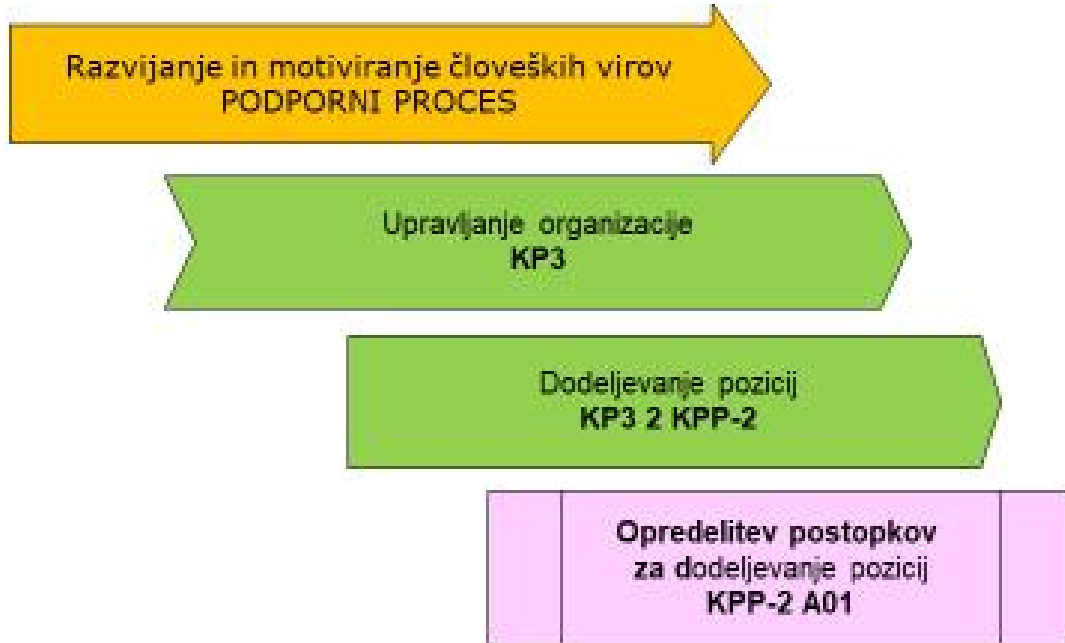 Razvijanje in motiviranje človeških virov
PODPORNI PROCES
Upravljanje organizacije
KP3
Dodeljevanje pozicij
KP3 2 KPP-2
Opredelitev postopkov
za dodeljevanje pozicij
KPP-2 A01